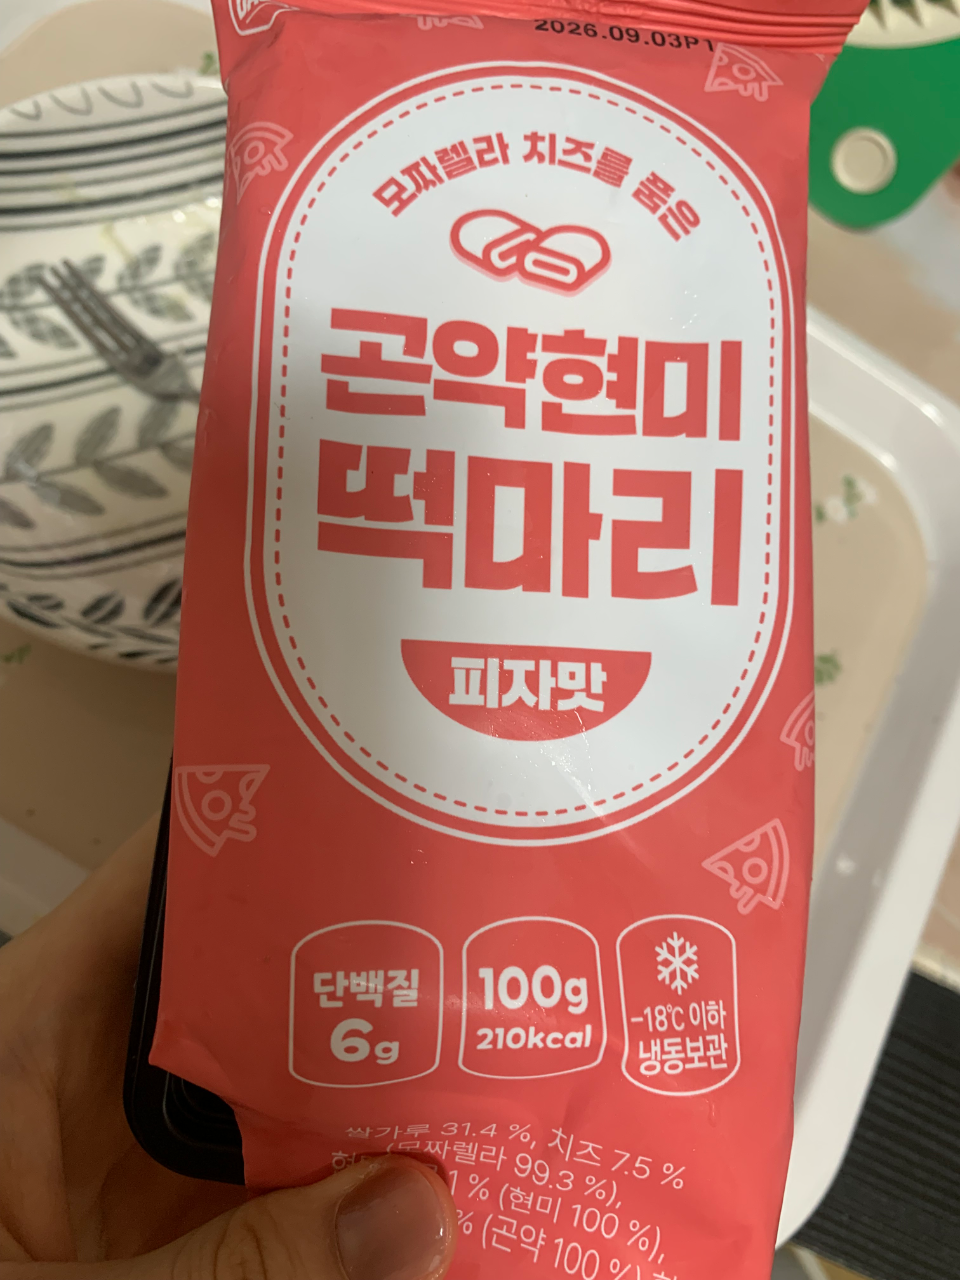 2026.09.03P1
모짜렐라 치즈를 품은
곤약현미
떡마리
피자맛
단백질
6g
100g
210kcal
-18℃ 이하
냉동보관
쌀가루 31.4 %, 치즈 7.5 %
(모짜렐라 99.3 %),
1 % (현미 100 %),
% (곤약 100 %)